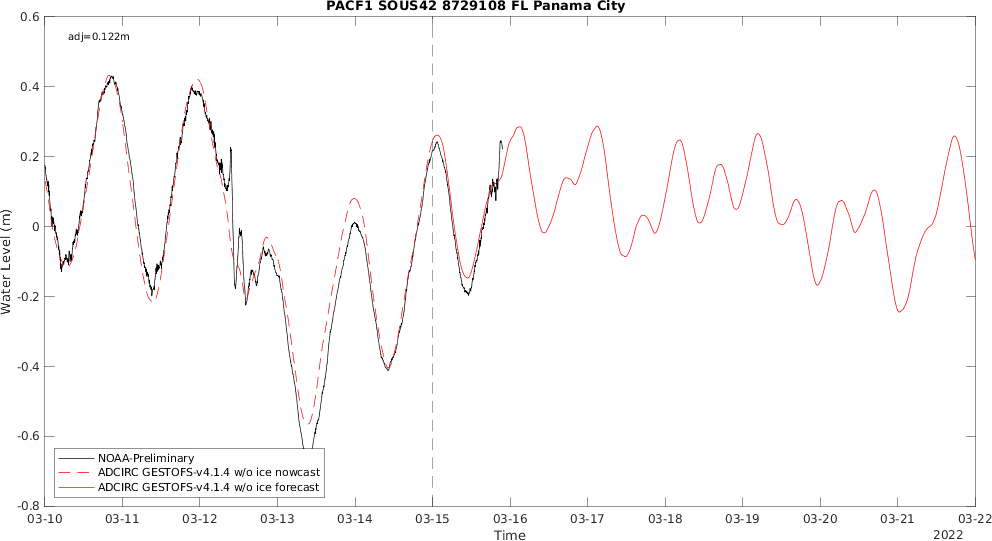 PACF1 SOUS42 8729108 FL Panama City
adj=0.122m
0.6
0.4
0.2
0
-0.2
-0.4
-0.6
-0.8
Water Level (m)
NOAA-Preliminary
ADCIRC GESTOFS-v4.1.4 w/o ice nowcast
ADCIRC GESTOFS-v4.1.4 w/o ice forecast
03-10 03-11 03-12 03-13 03-14 03-15 03-16 03-17 03-18 03-19 03-20 03-21 03-22
Time
2022